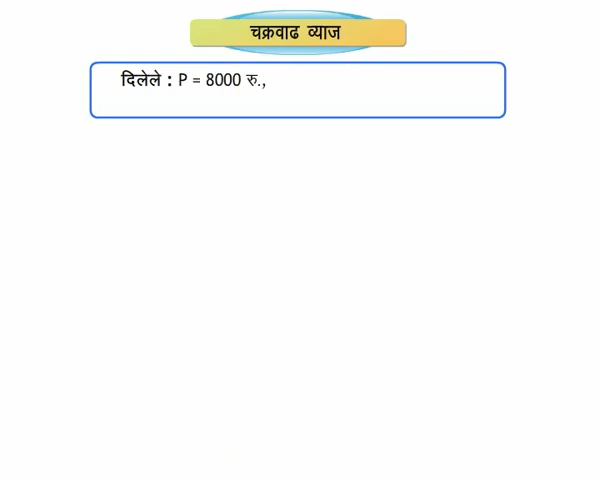 चक्रवाढ व्याज
दिलेले : P = 8000 रु.,